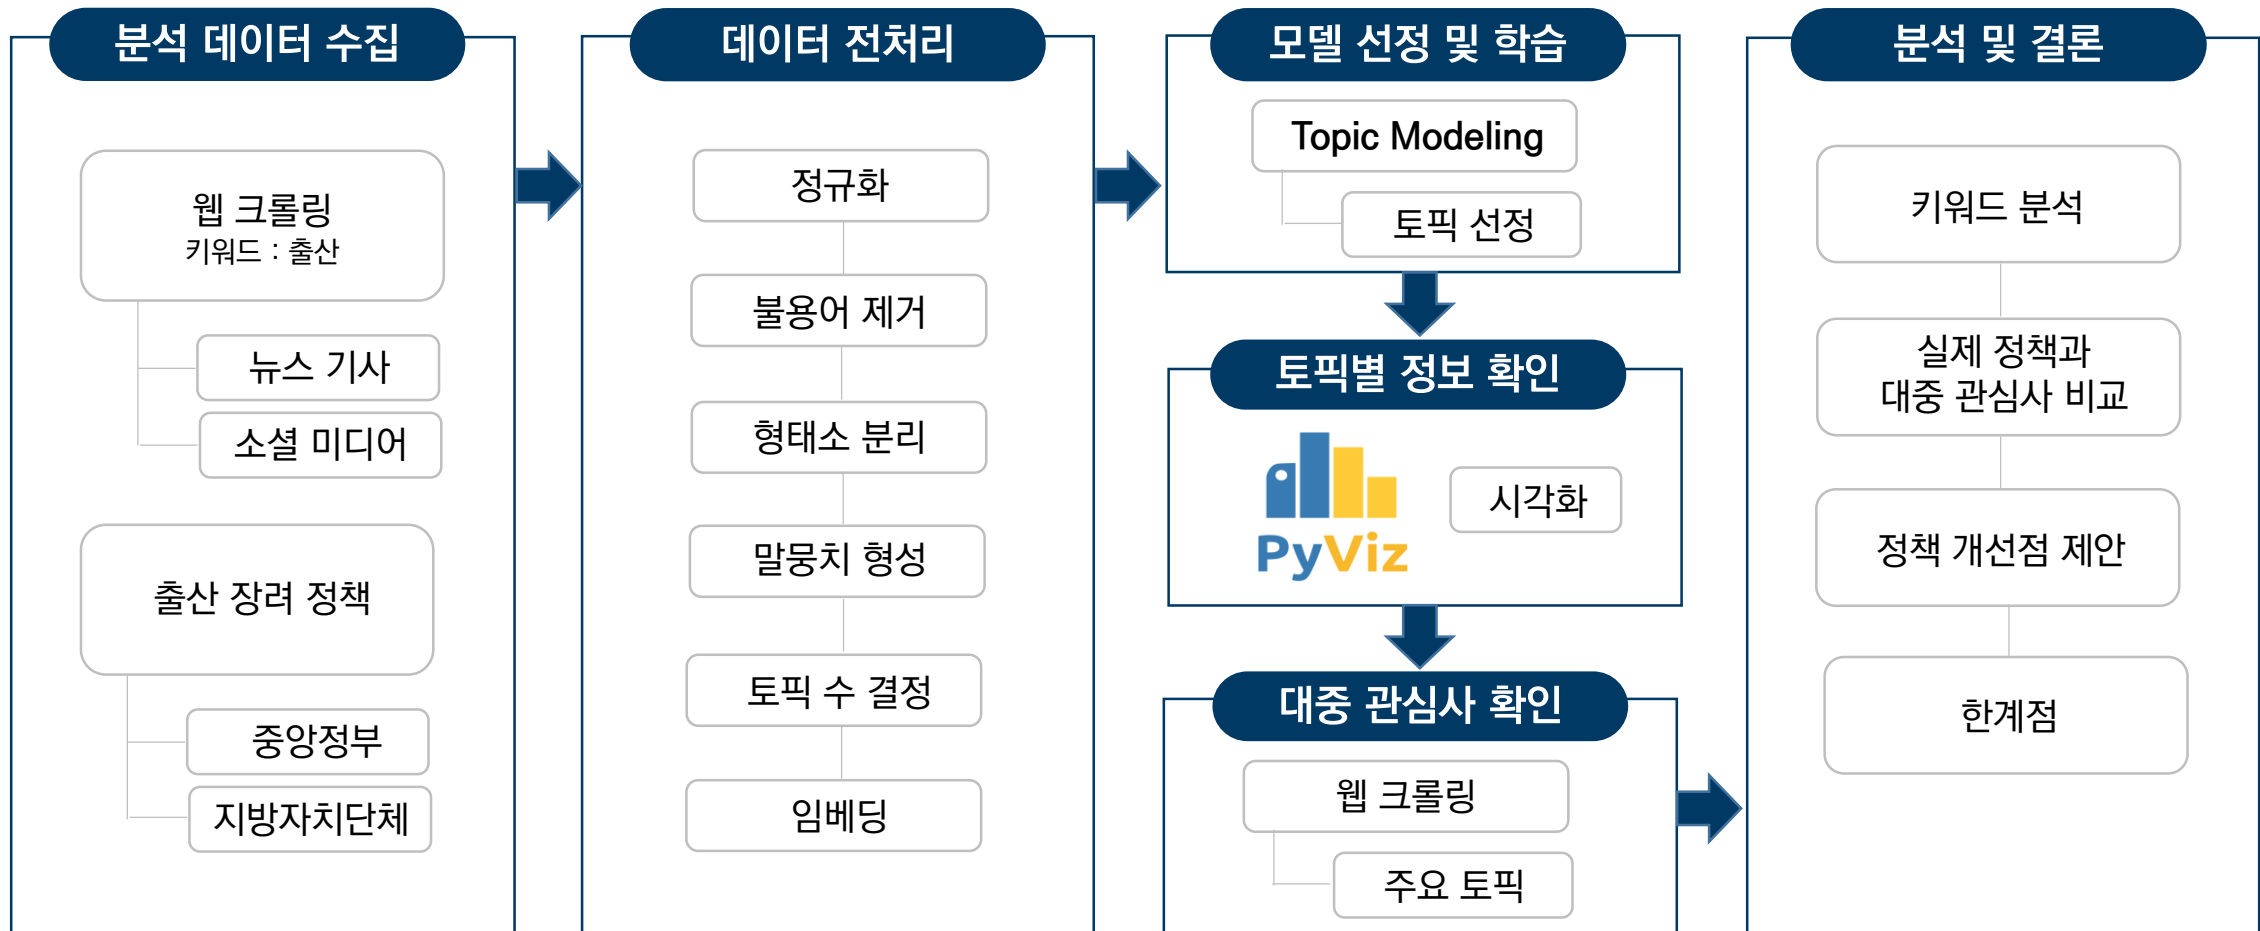 분석 데이터 수집
웹 크롤링
키워드 : 출산
뉴스 기사
소셜 미디어
출산 장려 정책
중앙정부
지방자치단체
데이터 전처리
정규화
불용어 제거
형태소 분리
말뭉치 형성
토픽 수 결정
임베딩
모델 선정 및 학습
Topic Modeling
토픽 선정
토픽별 정보 확인
PyViz
시각화
대중 관심사 확인
웹 크롤링
주요 토픽
분석 및 결론
키워드 분석
실제 정책과
대중 관심사 비교
정책 개선점 제안
한계점